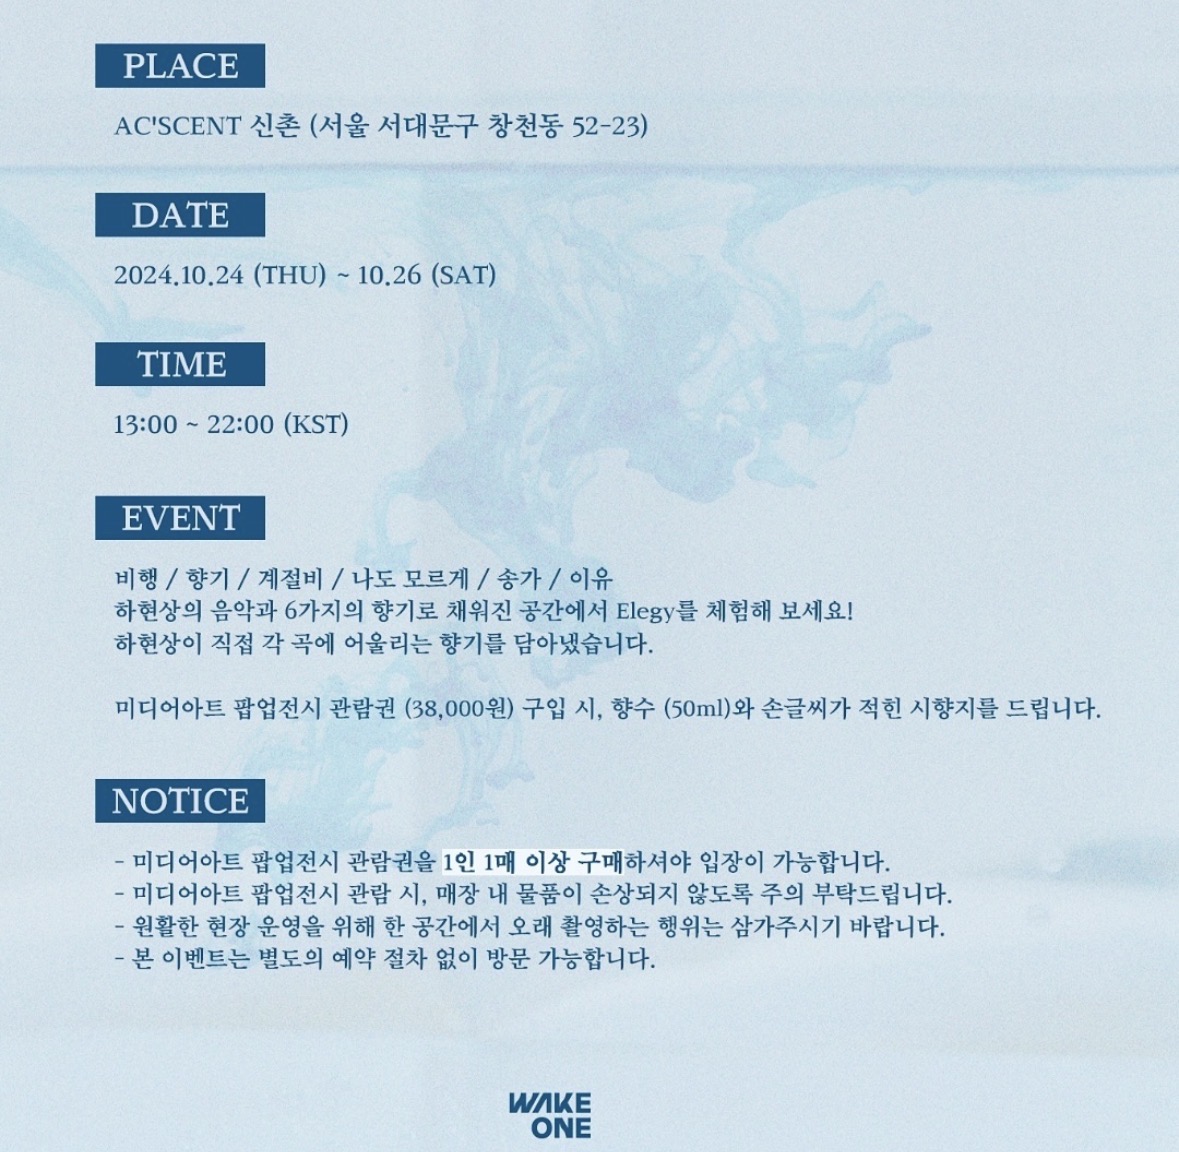 PLACE
AC'SCENT 신촌 (서울 서대문구 창천동 52-23)
DATE
2024.10.24 (THU) ~ 10.26 (SAT)
TIME
13:00 ~ 22:00 (KST)
EVENT
비행 / 향기 / 계절비 / 나도 모르게 / 송가 / 이유
하현상의 음악과 6가지의 향기로 채워진 공간에서 Elegy를 체험해 보세요!
하현상이 직접 각 곡에 어울리는 향기를 담아냈습니다.
미디어아트 팝업전시 관람권 (38,000원) 구입 시, 향수 (50ml)와 손글씨가 적힌 시향지를 드립니다.
NOTICE
- 미디어아트 팝업전시 관람권을 1인 1매 이상 구매하셔야 입장이 가능합니다.
- 미디어아트 팝업전시 관람 시, 매장 내 물품이 손상되지 않도록 주의 부탁드립니다.
- 원활한 현장 운영을 위해 한 공간에서 오래 촬영하는 행위는 삼가주시기 바랍니다.
- 본 이벤트는 별도의 예약 절차 없이 방문 가능합니다.
WAKE
ONE